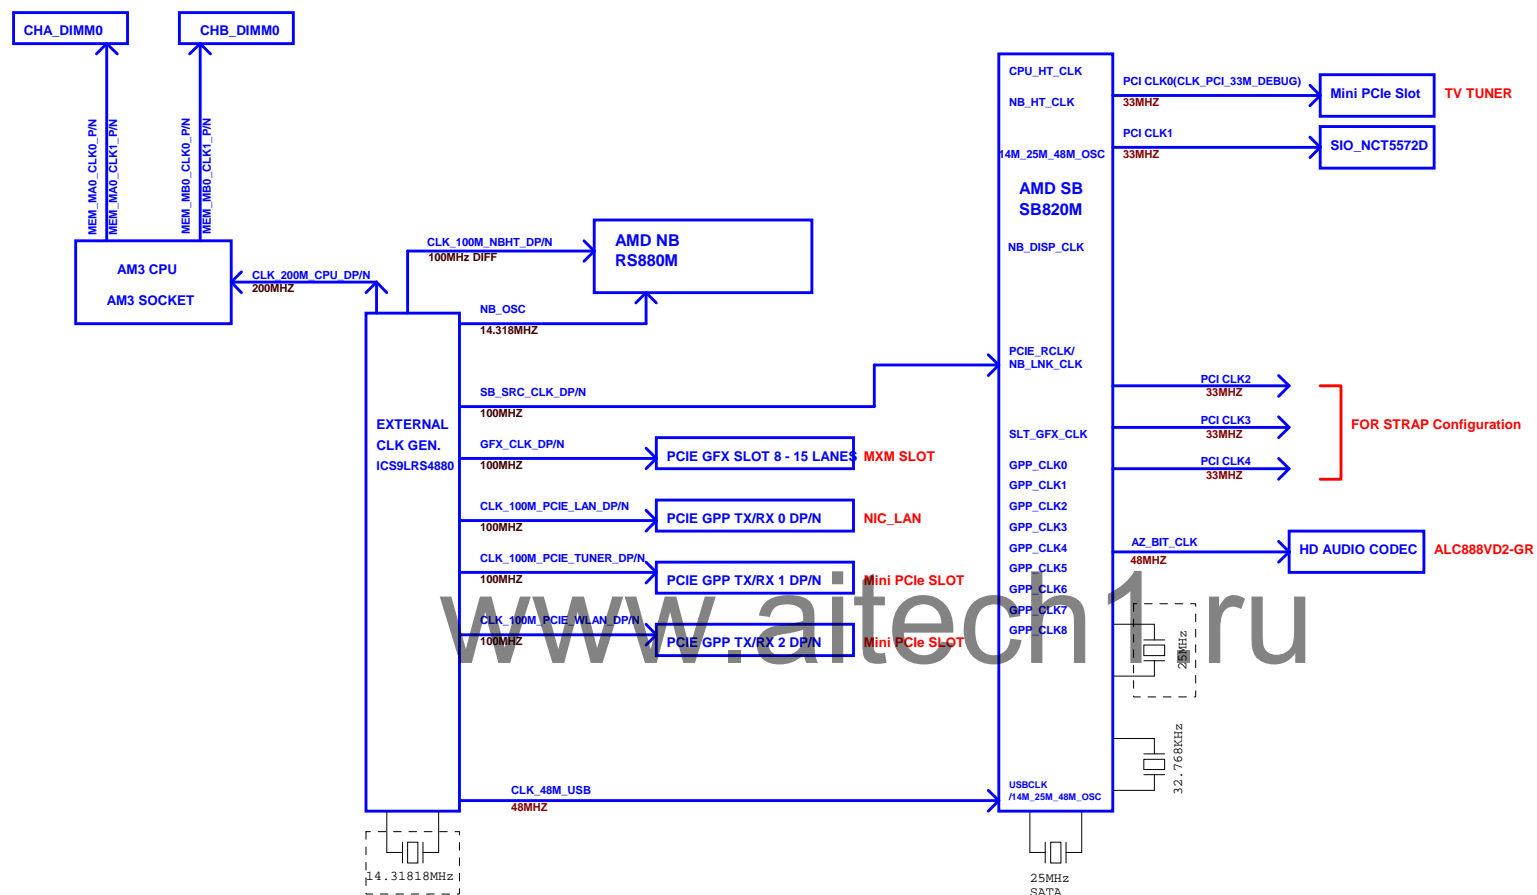 CHA_DIMM0
CHB_DIMM0
MEM_MA0_CLK0_P/N
MEM_MA0_CLK1_P/N
MEM_MB0_CLK0_P/N
MEM_MB0_CLK1_P/N
AM3 CPU
AM3 SOCKET
CLK_200M_CPU_DP/N
200MHZ
CLK_100M_NBHT_DP/N
100MHz DIFF
AMD NB
RS880M
NB_OSC
14.318MHZ
EXTERNAL
CLK GEN.
ICS9LRS4880
SB_SRC_CLK_DP/N
100MHZ
GFX_CLK_DP/N
100MHZ
PCIE GFX SLOT 8 - 15 LANES
MXM SLOT
CLK_100M_PCIE_LAN_DP/N
100MHZ
PCIE GPP TX/RX 0 DP/N
NIC_LAN
CLK_100M_PCIE_TUNER_DP/N
100MHZ
PCIE GPP TX/RX 1 DP/N
Mini PCIe SLOT
CLK_100M_PCIE_WLAN_DP/N
100MHZ
PCIE GPP TX/RX 2 DP/N
Mini PCIe SLOT
CLK_48M_USB
48MHZ
14.31818MHz
CPU_HT_CLK
NB_HT_CLK
14M_25M_48M_OSC
AMD SB
SB820M
NB_DISP_CLK
PCIE_RCLK/
NB_LNK_CLK
SLT_GFX_CLK
GPP_CLK0
GPP_CLK1
GPP_CLK2
GPP_CLK3
GPP_CLK4
GPP_CLK5
GPP_CLK6
GPP_CLK7
GPP_CLK8
USBCLK
/14M_25M_48M_OSC
25MHz
SATA
PCI CLK0(CLK_PCI_33M_DEBUG)
33MHZ
Mini PCIe Slot
TV TUNER
PCI CLK1
33MHZ
SIO_NCT5572D
PCI CLK2
33MHZ
PCI CLK3
33MHZ
PCI CLK4
33MHZ
FOR STRAP Configuration
AZ_BIT_CLK
48MHZ
HD AUDIO CODEC
ALC888VD2-GR
25MHz
32.768KHz
www.aitech1.ru